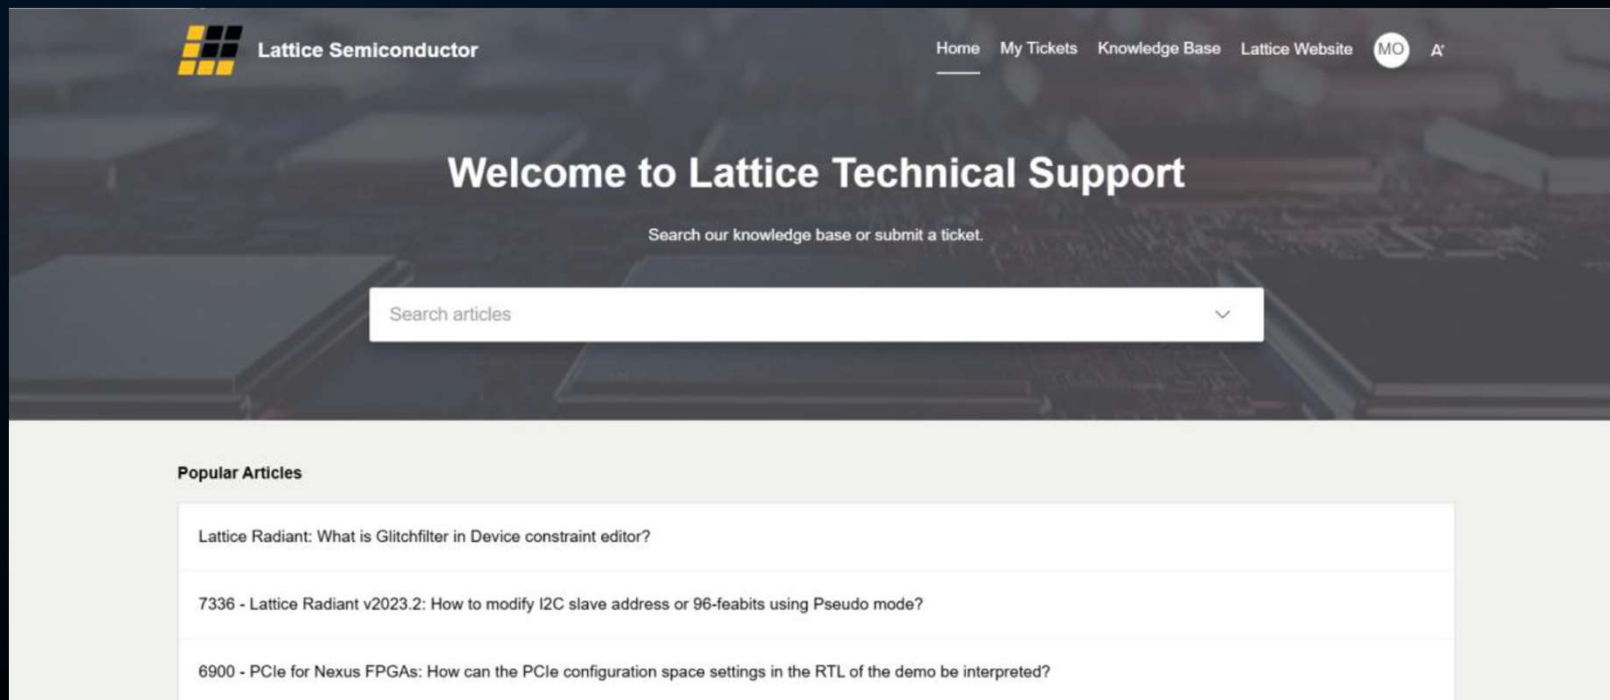 Lattice Semiconductor
Home My Tickets Knowledge Base Lattice Website MO A
Welcome to Lattice Technical Support
Search our knowledge base or submit a ticket.
Search articles
Popular Articles
Lattice Radiant: What is Glitchfilter in Device constraint editor?
7336 - Lattice Radiant v2023.2: How to modify I2C slave address or 96-feabits using Pseudo mode?
6900 - PCIe for Nexus FPGAs: How can the PCIe configuration space settings in the RTL of the demo be interpreted?